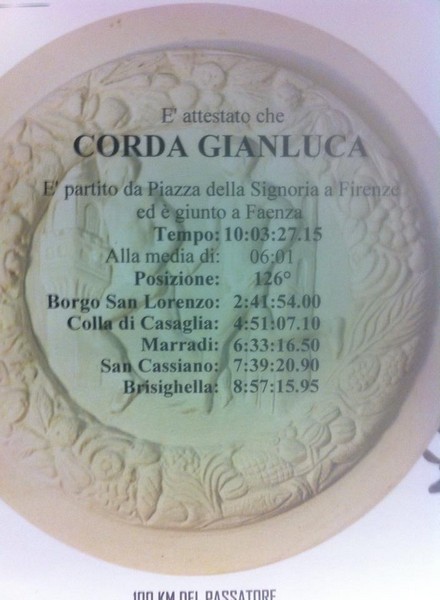 E' attestato che
CORDA GIANLUCA
E' partito da Piazza della Signoria a Firenze
ed è giunto a Faenza
Tempo: 10:03:27.15
Alla media di: 06:01
Posizione: 126°
Borgo San Lorenzo: 2:41:54.00
Colla di Casaglia: 4:51:07.10
Marradi: 6:33:16.50
San Cassiano: 7:39:20.90
Brisighella: 8:57:15.95
100 KM DEL PASSATORE